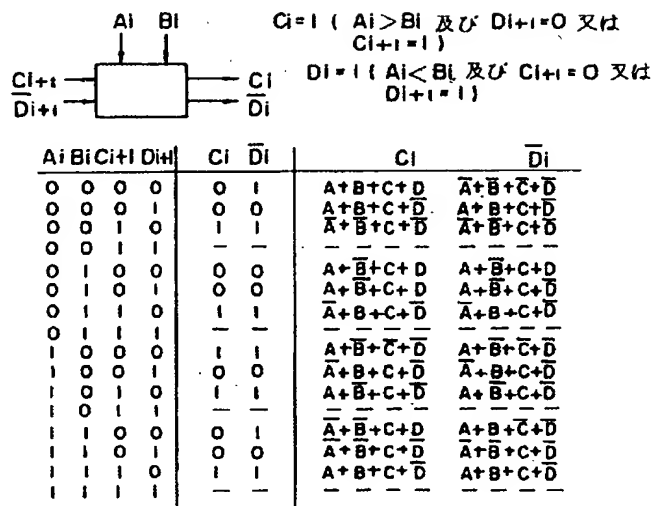 Ai Bi
Ci=1 ( Ai>Bi 及び Di+1=0 又は
Ci+1=1 )
Ci+1
D̅i+1
Ci
D̅i
Di=1 ( Ai<Bi 及び Ci+1=0 又は
Di+1=1 )
Ai Bi Ci+1 Di+1 Ci D̅i Ci D̅i
0 0 0 0 0 1 A+B+C+D A̅+B̅+C̅+D̅
0 0 0 1 0 0 A+B+C+D̅ A+B+C+D̅
0 0 1 0 1 1 A̅+B̅+C+D̅ A̅+B̅+C+D̅
0 0 1 1 — — — — — — — — — —
0 1 0 0 0 0 A+B̅+C+D A+B̅+C+D
0 1 0 1 0 0 A+B̅+C+D A+B̅+C+D̅
0 1 1 0 1 1 A̅+B+C+D̅ A̅+B+C+D̅
0 1 1 1 — — — — — — — — — —
1 0 0 0 1 1 A+B̅+C̅+D̅ A+B̅+C̅+D̅
1 0 0 1 0 0 A̅+B+C+D A̅+B+C+D̅
1 0 1 0 1 1 A+B̅+C+D̅ A+B̅+C+D̅
1 0 1 1 — — — — — — — — — —
1 1 0 0 0 1 A̅+B̅+C+D A+B+C̅+D̅
1 1 0 1 0 0 A+B+C+D̅ A+B+C+D̅
1 1 1 0 1 1 A+B+C+D̅ A+B+C+D̅
1 1 1 1 — — — — — — — — — —